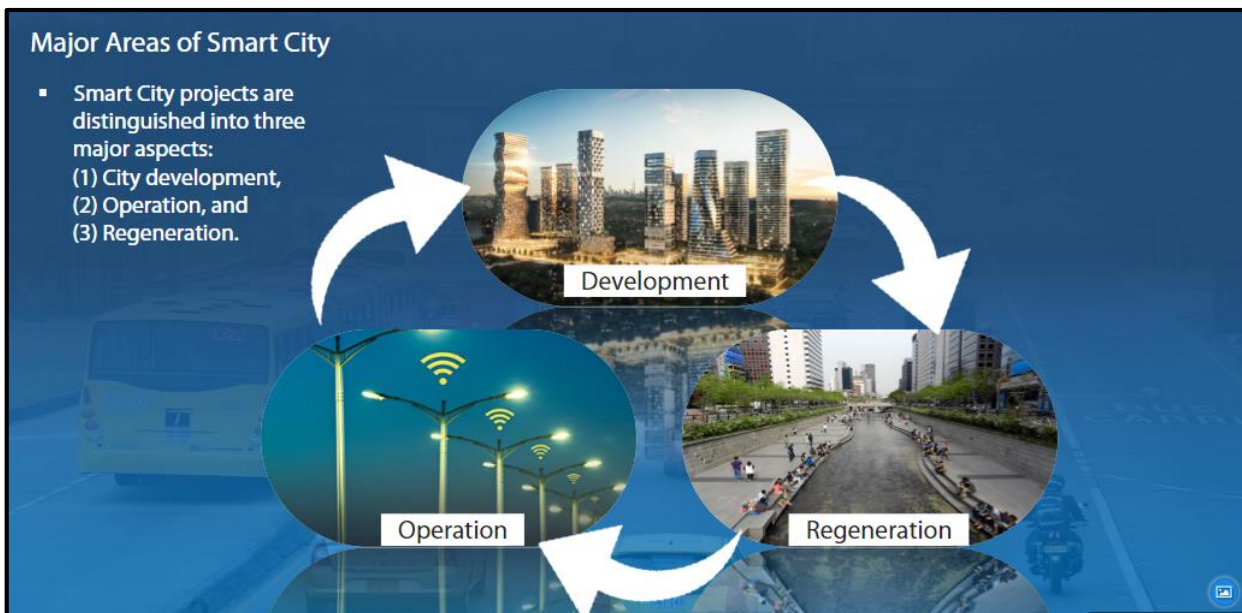 Major Areas of Smart City
▪ Smart City projects are
distinguished into three
major aspects:
(1) City development,
(2) Operation, and
(3) Regeneration.
Development
Operation
Regeneration
7